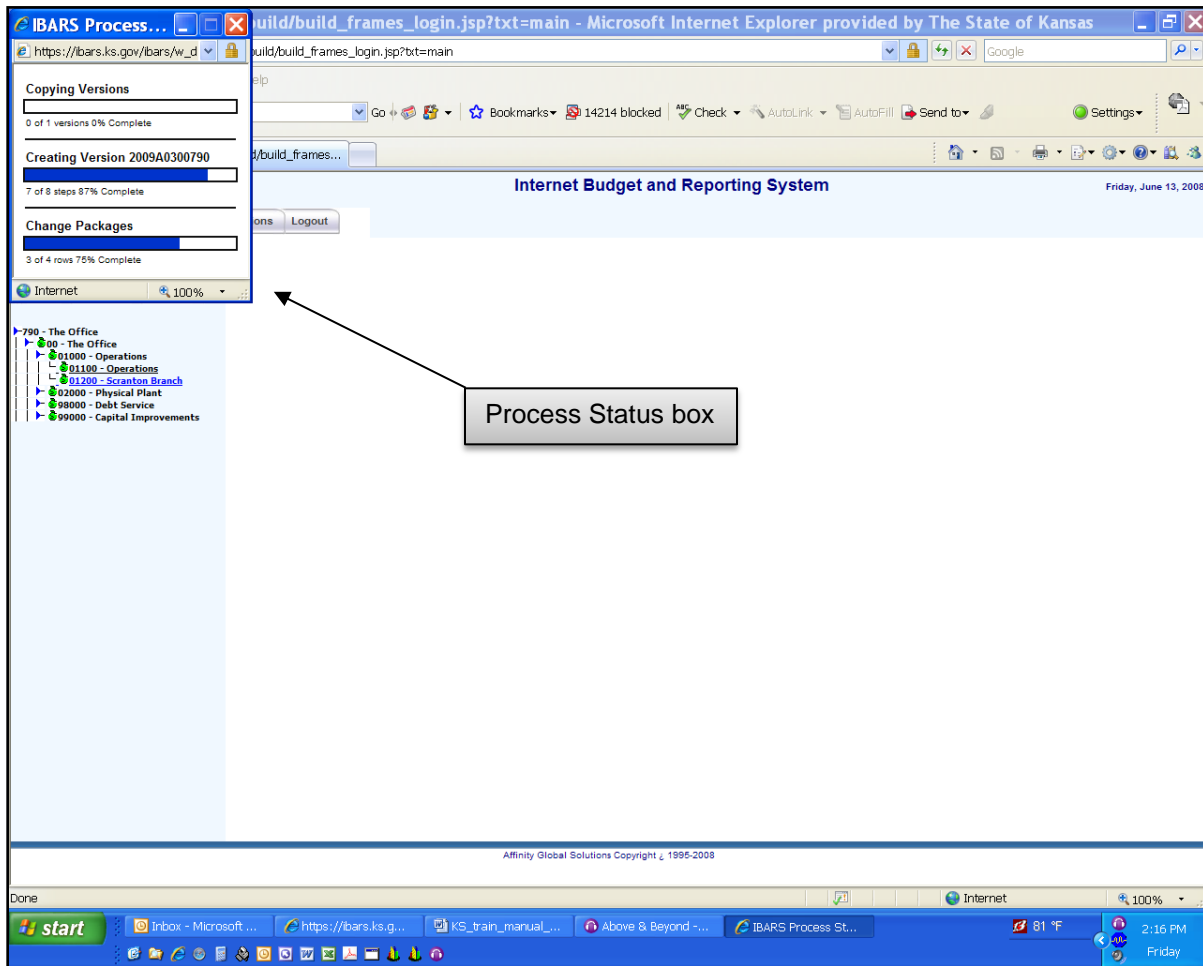 IBARS Process...
build/build_frames_login.jsp?txt=main - Microsoft Internet Explorer provided by The State of Kansas
https://ibars.ks.gov/ibars/w_d
build/build_frames_login.jsp?txt=main
Google
elp
Go
Bookmarks
14214 blocked
Check
AutoLink
AutoFill
Send to
Settings
d/build_frames...
Copying Versions
0 of 1 versions 0% Complete
Creating Version 2009A0300790
7 of 8 steps 87% Complete
Change Packages
3 of 4 rows 75% Complete
Internet
100%
Internet Budget and Reporting System
Friday, June 13, 2008
ons
Logout
790 - The Office
00 - The Office
01000 - Operations
01100 - Operations
01200 - Scranton Branch
02000 - Physical Plant
98000 - Debt Service
99000 - Capital Improvements
Process Status box
Affinity Global Solutions Copyright ¿ 1995-2008
Done
Internet
100%
start
Inbox - Microsoft ...
https://ibars.ks.g...
KS_train_manual_...
Above & Beyond -...
IBARS Process St...
81 °F
2:16 PM
Friday